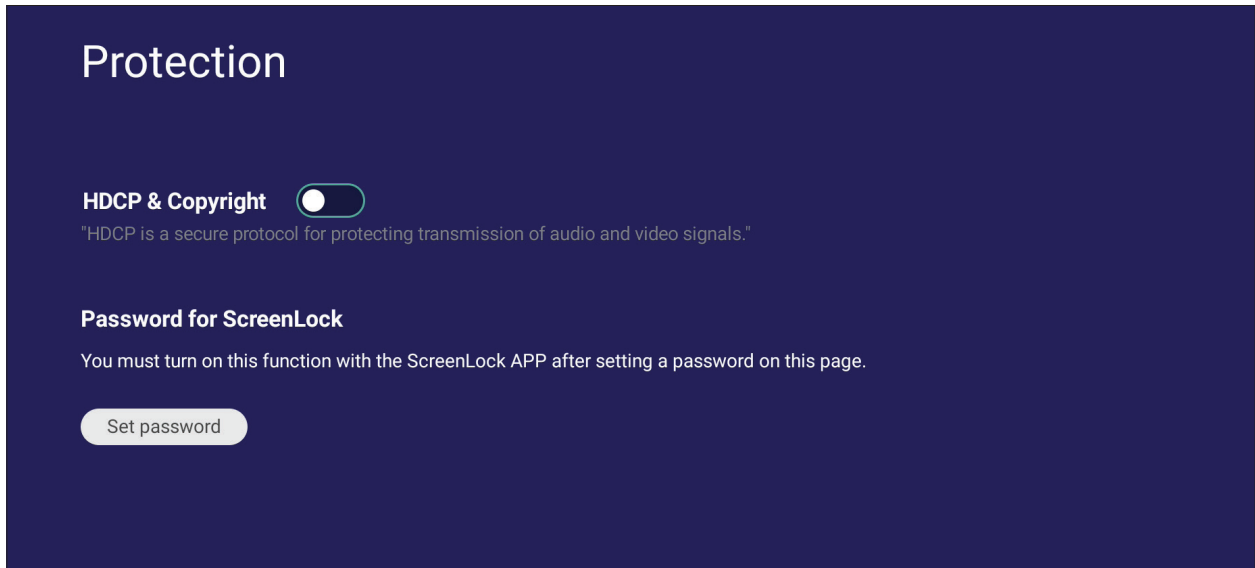 Protection
HDCP & Copyright
"HDCP is a secure protocol for protecting transmission of audio and video signals."
Password for ScreenLock
You must turn on this function with the ScreenLock APP after setting a password on this page.
Set password